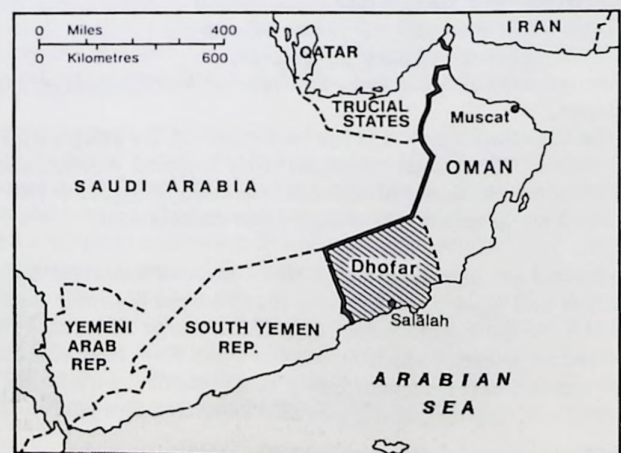 0 Miles 400
0 Kilometres 600
IRAN
QATAR
TRUCIAL
STATES
Muscat
OMAN
SAUDI ARABIA
Dhofar
Salalah
YEMENI
ARAB
REP.
SOUTH YEMEN
REP.
ARABIAN
SEA